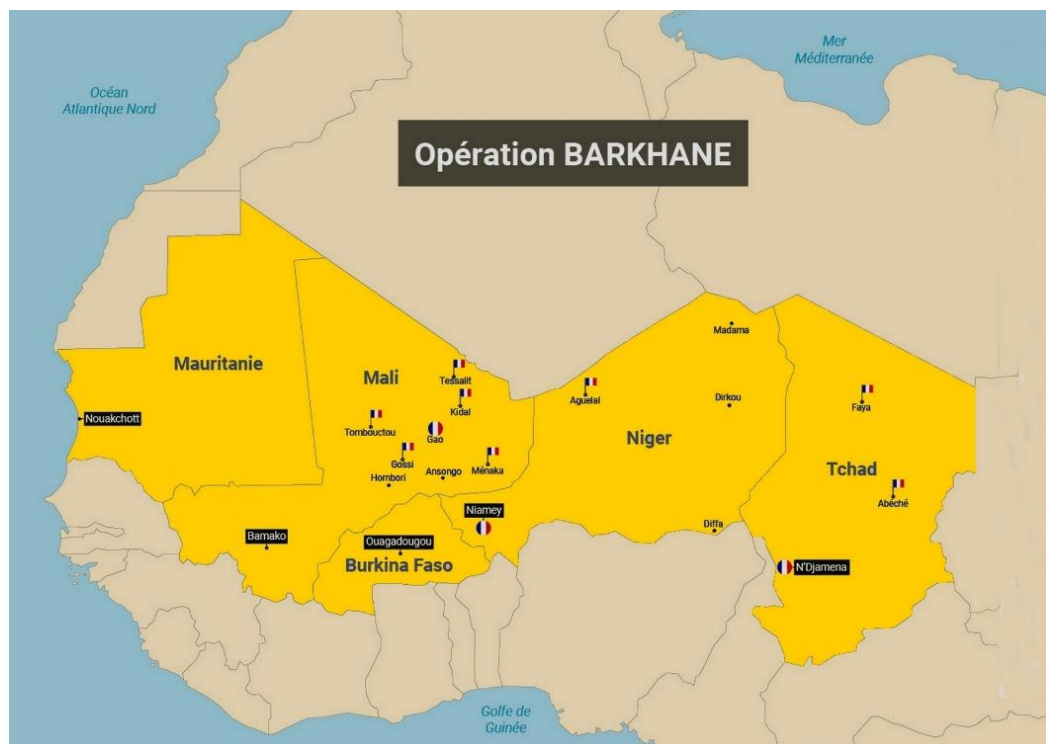 Mer
Méditerranée
Océan
Atlantique Nord
Opération BARKHANE
Madama
Mauritanie
Mali
Tessalit
Kidal
Aguelal
Dirkou
Faya
Nouakchott
Tombouctou
Gao
Niger
Gossi
Ménaka
Tchad
Hombori
Ansongo
Abéché
Niamey
Diffa
Bamako
Ouagadougou
Burkina Faso
N'Djamena
Golfe de
Guinée